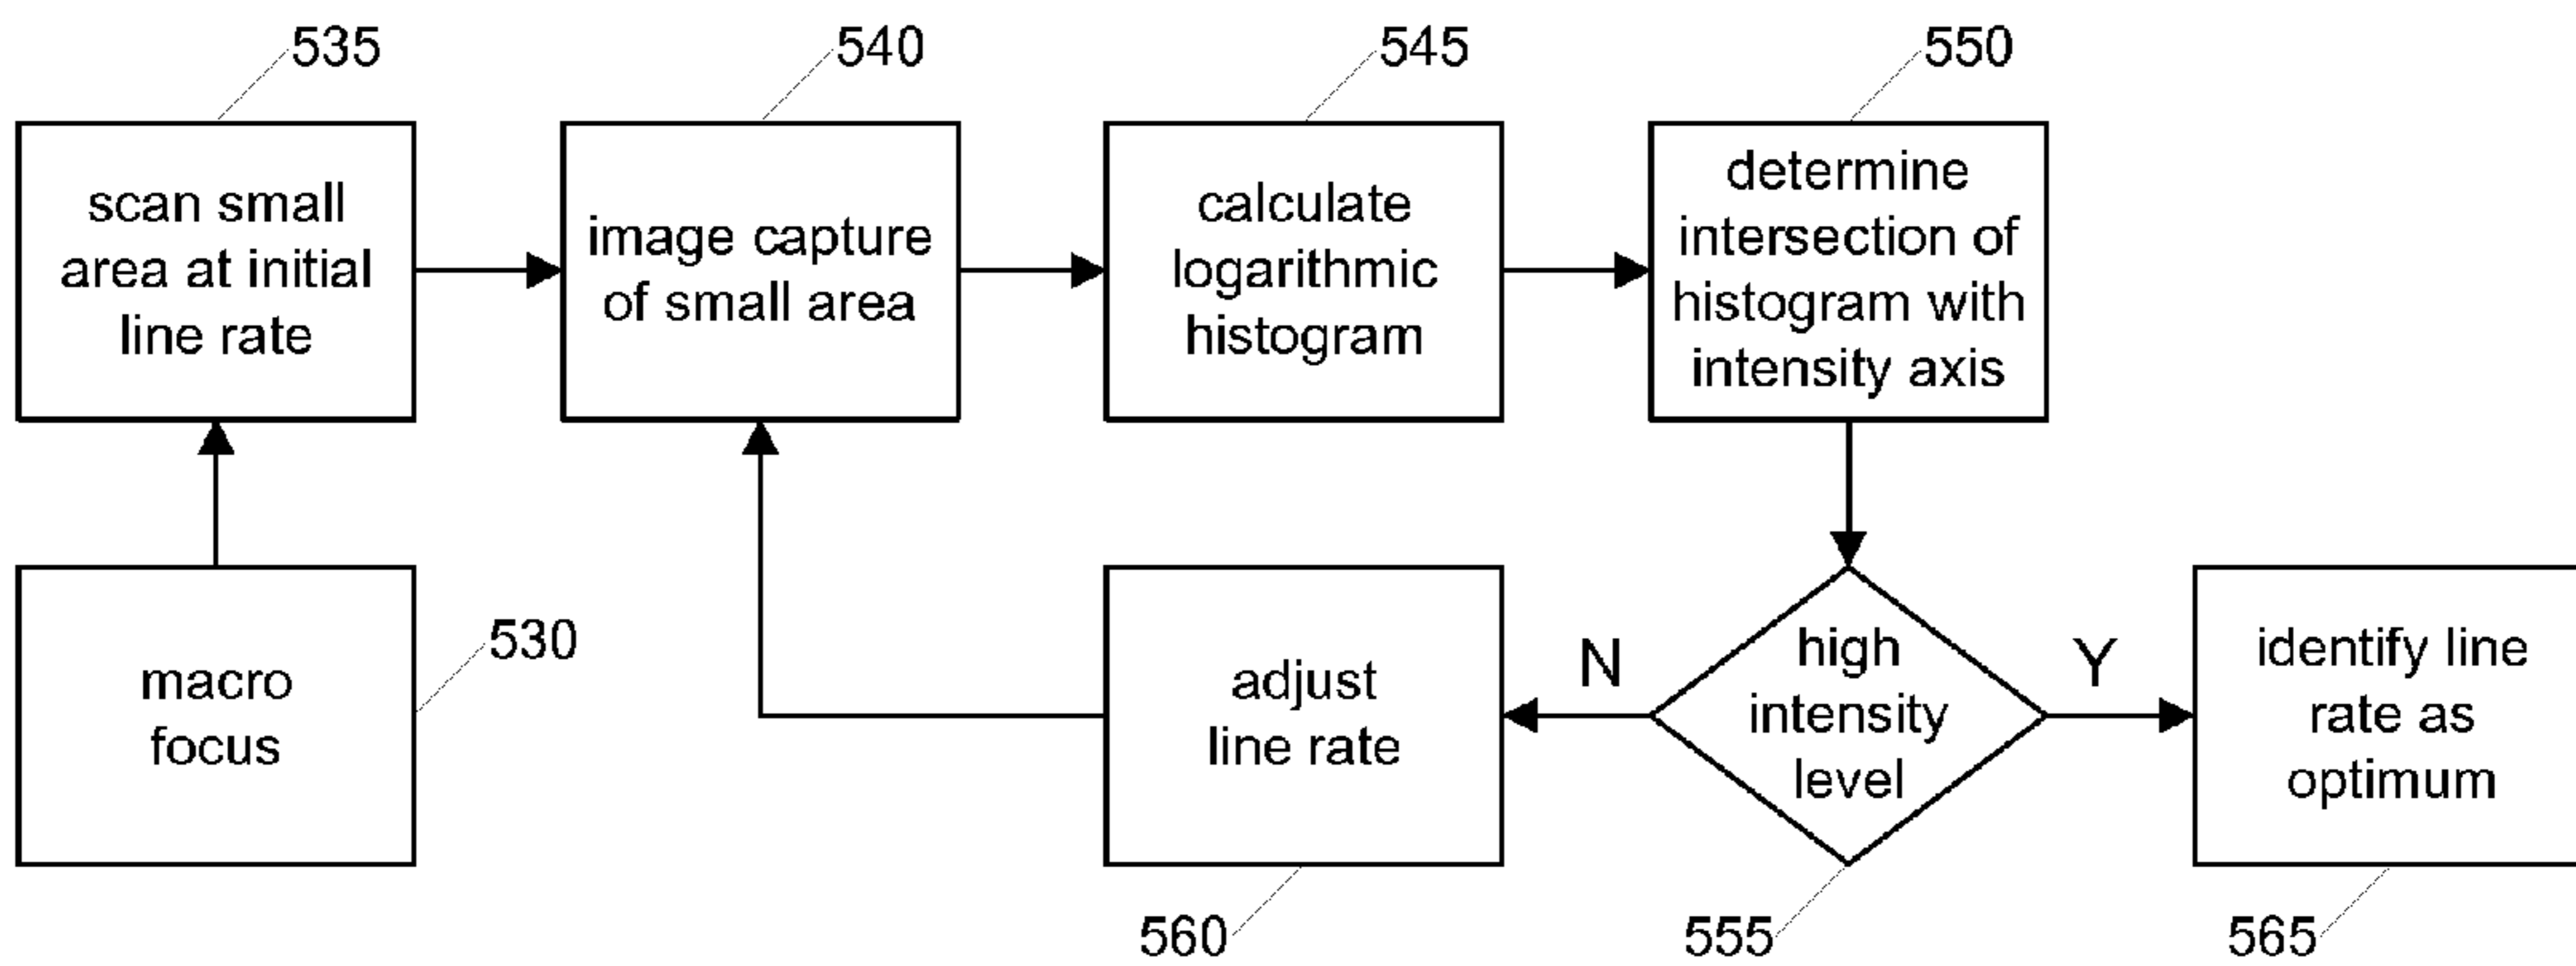 535
540
545
550
scan small
area at initial
line rate
image capture
of small area
calculate
logarithmic
histogram
determine
intersection of
histogram with
intensity axis
macro
focus
530
adjust
line rate
N
high
intensity
level
Y
identify line
rate as
optimum
560
555
565